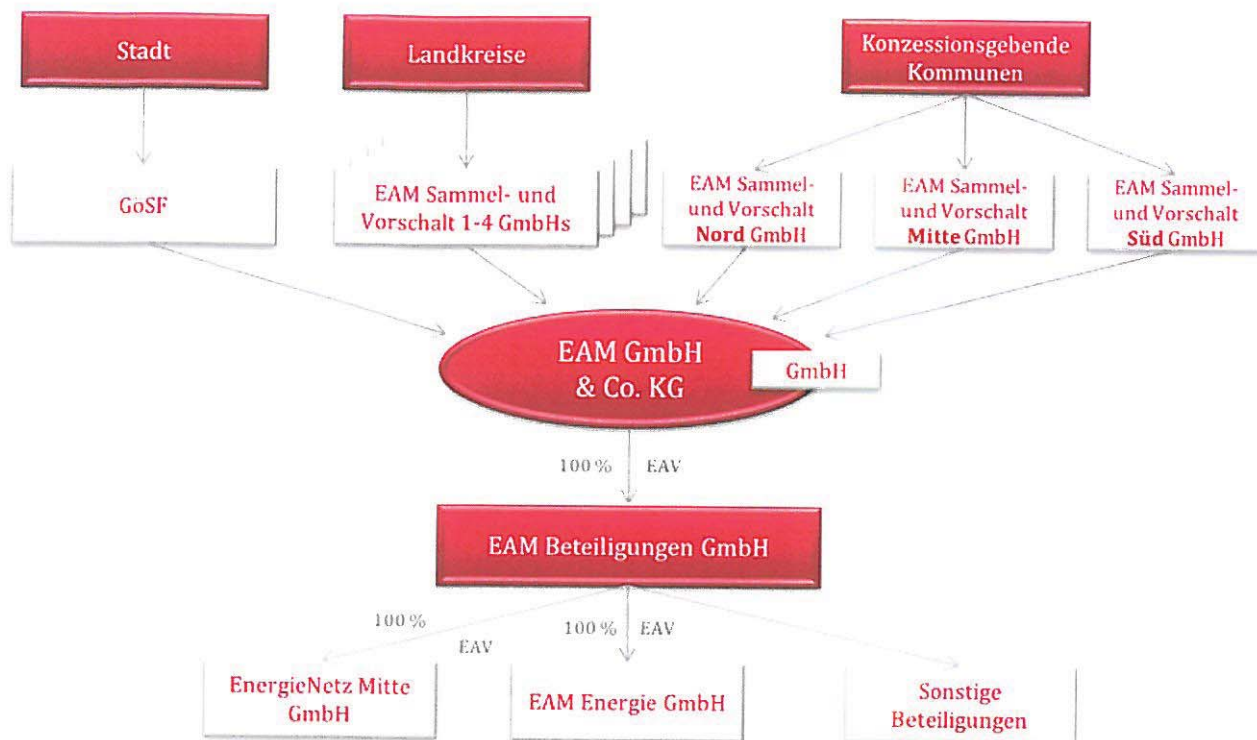 Stadt
Landkreise
Konzessionsgebende
Kommunen
GöSF
EAM Sammel- und
Vorschalt 1-4 GmbHs
EAM Sammel-
und Vorschalt
Nord GmbH
EAM Sammel-
und Vorschalt
Mitte GmbH
EAM Sammel-
und Vorschalt
Süd GmbH
EAM GmbH
& Co. KG
GmbH
100 % EAV
EAM Beteiligungen GmbH
100 %
EAV
100 % EAV
EnergieNetz Mitte
GmbH
EAM Energie GmbH
Sonstige
Beteiligungen